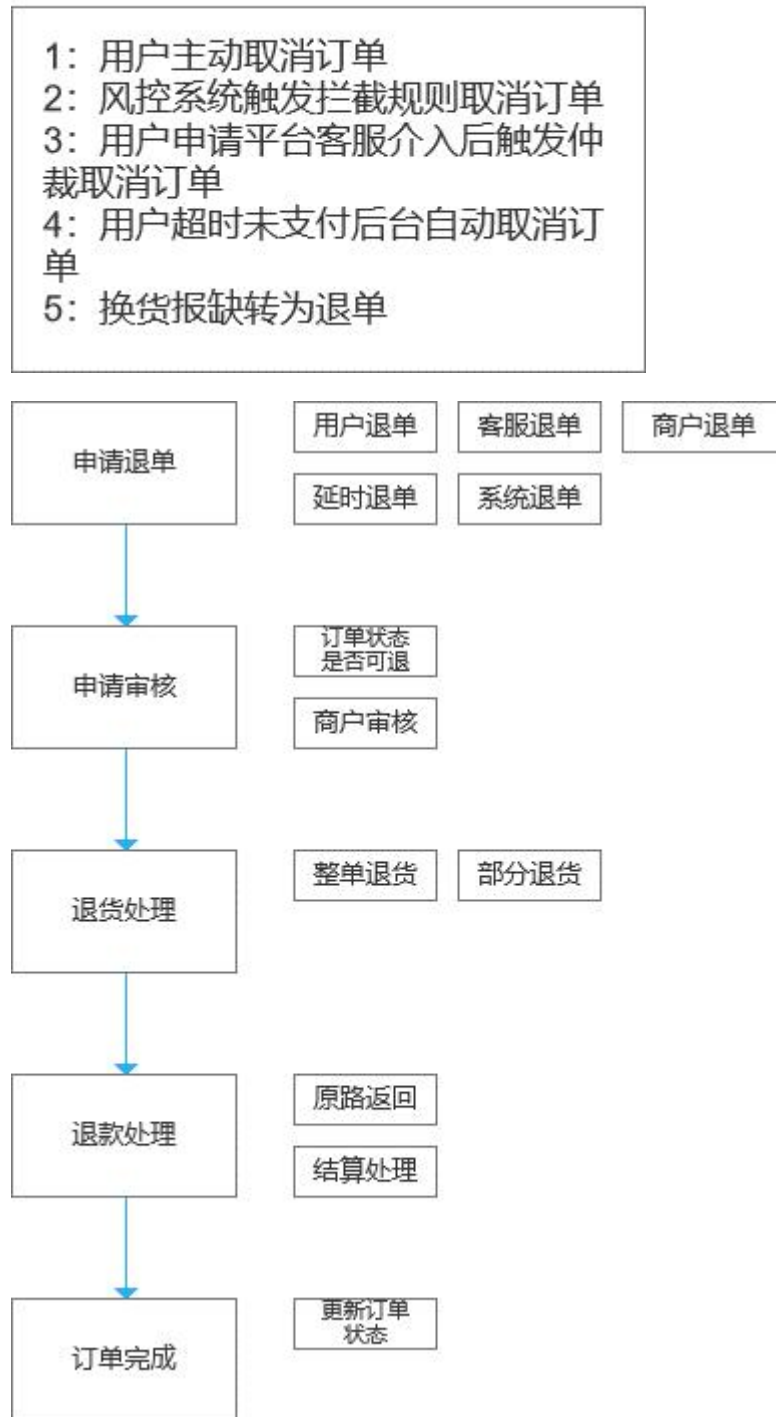 1：用户主动取消订单
2：风控系统触发拦截规则取消订单
3：用户申请平台客服介入后触发仲
裁取消订单
4：用户超时未支付后台自动取消订
单
5：换货报缺转为退单
申请退单
用户退单
客服退单
商户退单
延时退单
系统退单
申请审核
订单状态
是否可退
商户审核
退货处理
整单退货
部分退货
退款处理
原路返回
结算处理
订单完成
更新订单
状态